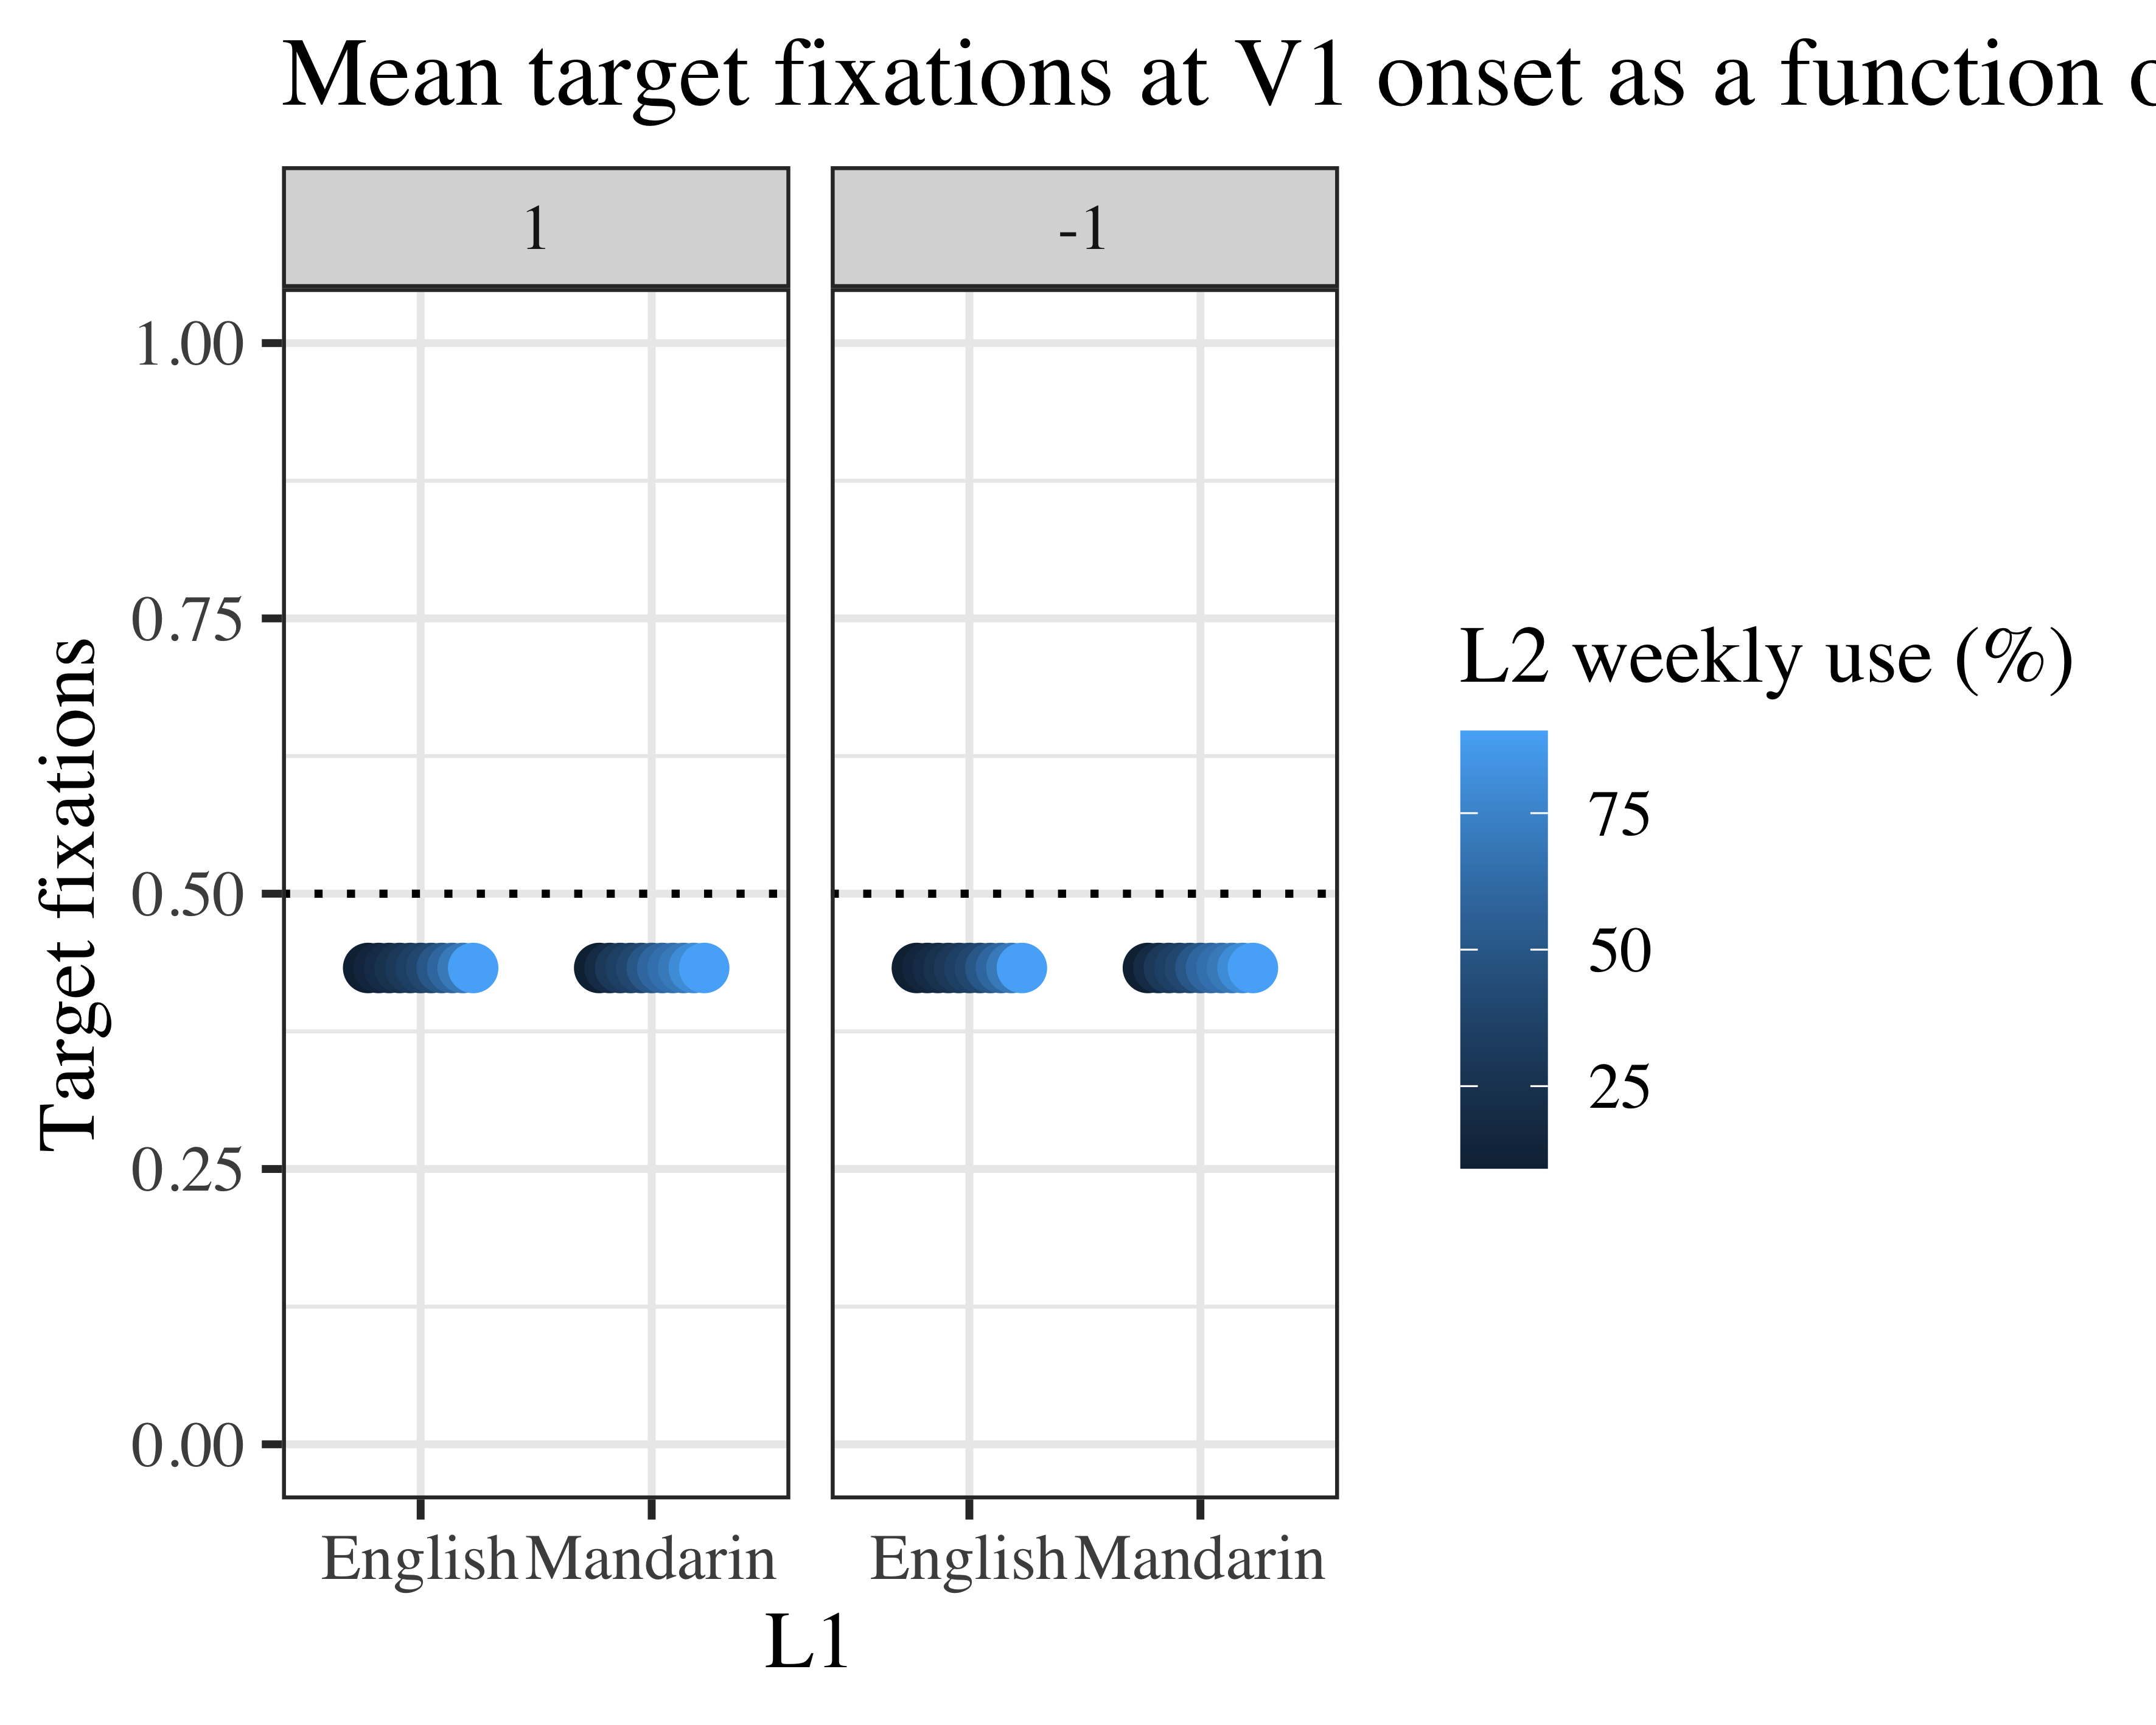 Mean target fixations at V1 onset as a function
1
-1
1.00
0.75
0.50
0.25
0.00
Target fixations
English Mandarin
English Mandarin
L1
L2 weekly use (%)
75
50
25